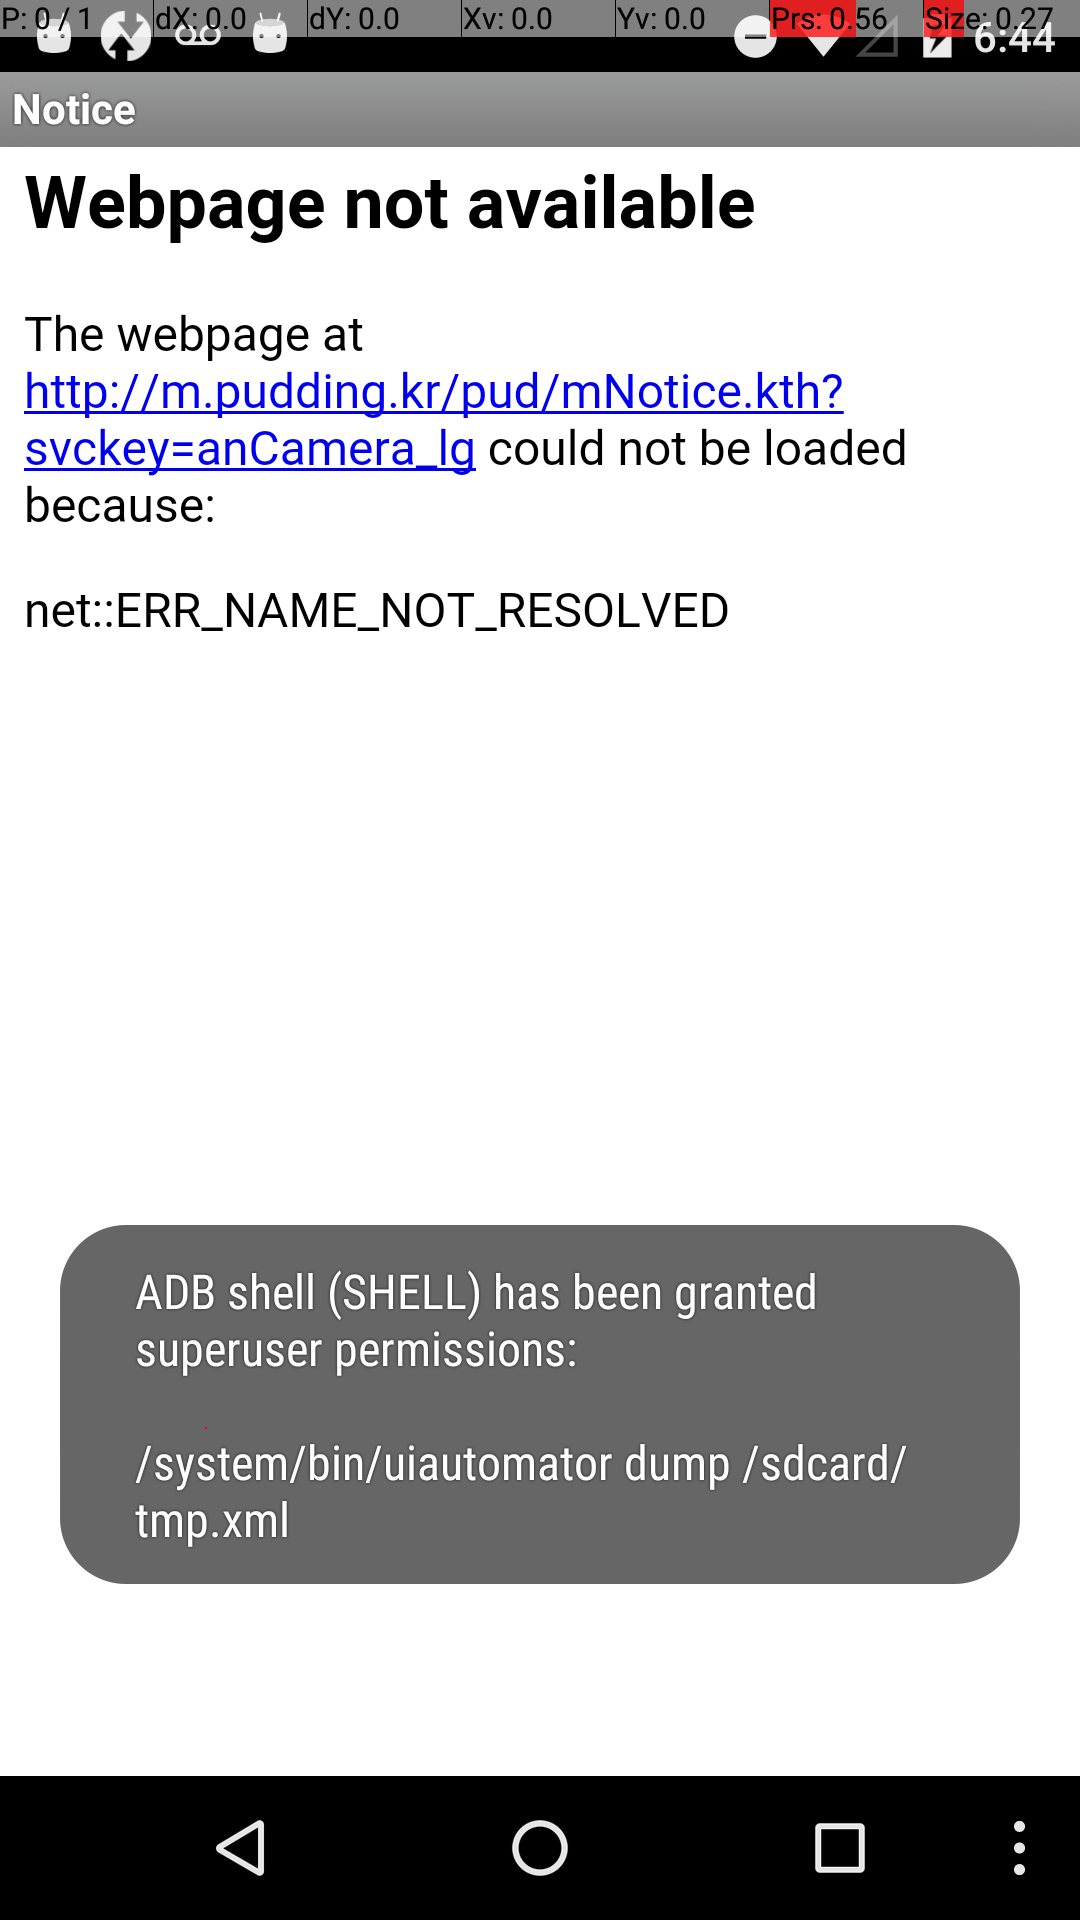 P: 0 / 1 dX: 0.0 dY: 0.0 Xv: 0.0 Yv: 0.0 Prs: 0.56 Size: 0.27
6:44
Notice
Webpage not available
The webpage at
http://m.pudding.kr/pud/mNotice.kth?
svckey=anCamera_lg could not be loaded
because:
net::ERR_NAME_NOT_RESOLVED
ADB shell (SHELL) has been granted
superuser permissions:
/system/bin/uiautomator dump /sdcard/
tmp.xml